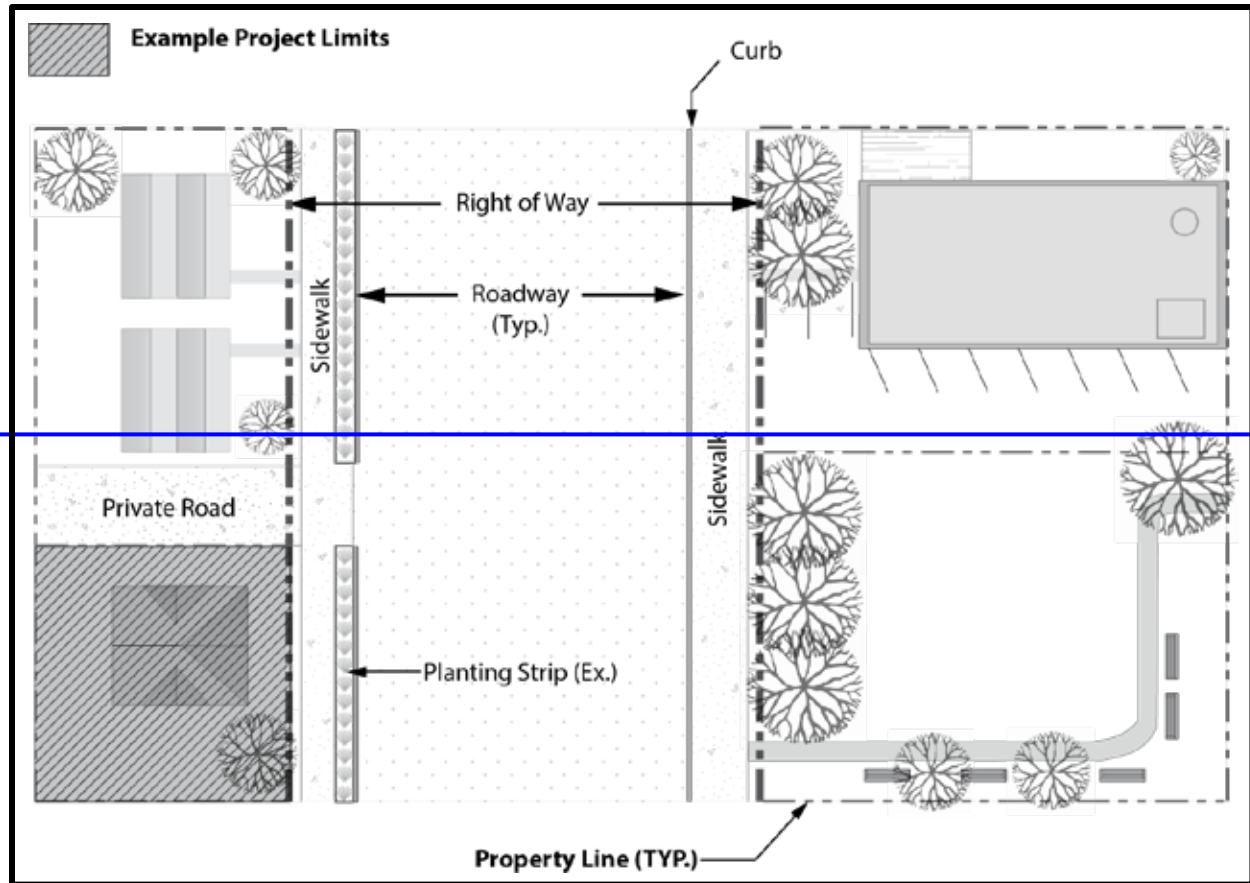 Example Project Limits
Curb
Right of Way
Sidewalk
Roadway
(Typ.)
Sidewalk
Private Road
Planting Strip (Ex.)
Property Line (TYP.)